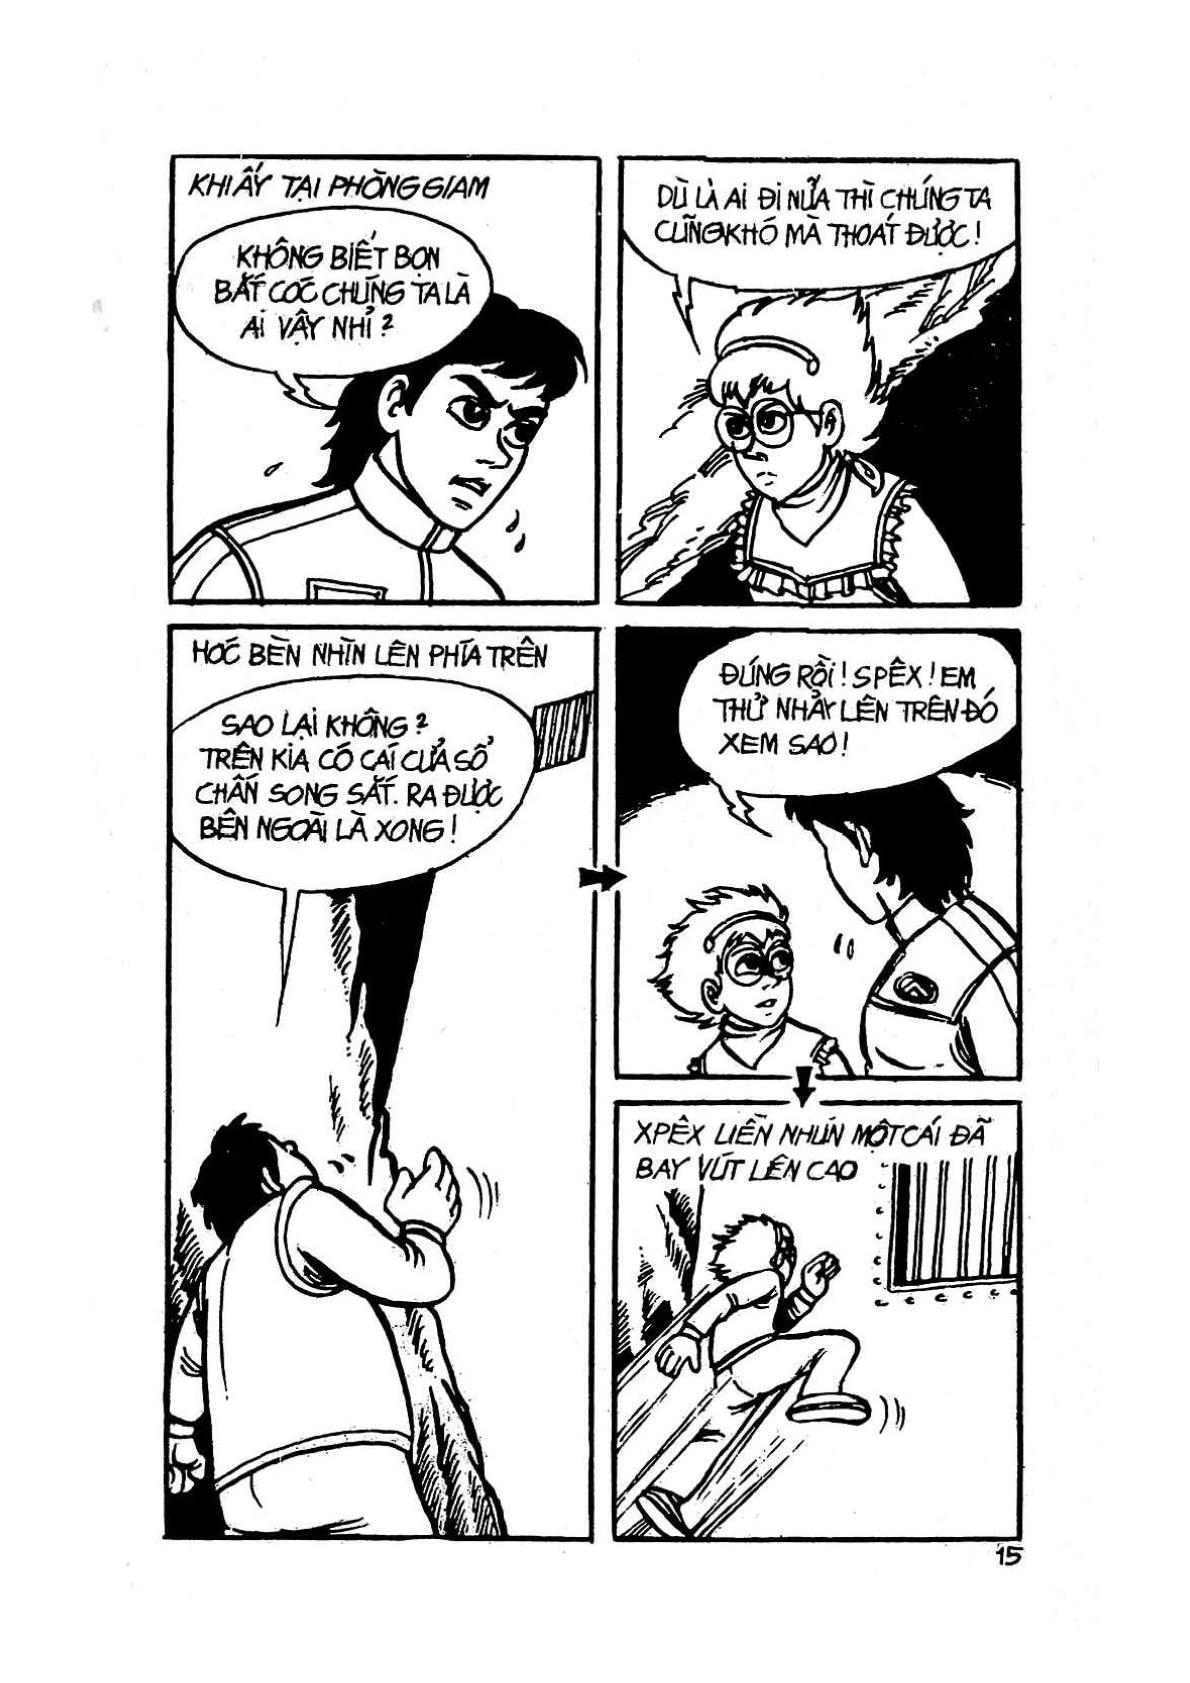 KHI ẤY TẠI PHÒNG GIAM
KHÔNG BIẾT BỌN
BẮT CÓC CHÚNG TA LÀ
AI VẬY NHỈ?
DÙ LÀ AI ĐI NỮA THÌ CHÚNG TA
CŨNG KHÓ MÀ THOÁT ĐƯỢC!
HÓC BÈN NHÌN LÊN PHÍA TRÊN
SAO LẠI KHÔNG?
TRÊN KIA CÓ CÁI CỬA SỔ
CHẤN SONG SẮT. RA ĐƯỢC
BÊN NGOÀI LÀ XONG!
ĐÚNG RỒI! SPÊX! EM
THỬ NHẢY LÊN TRÊN ĐÓ
XEM SAO!
XPÊX LIỀN NHÚN MỘT CÁI ĐÃ
BAY VÚT LÊN CAO
15